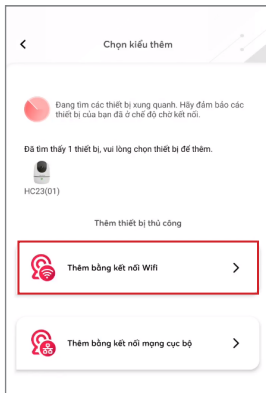 Chọn kiểu thêm
Đang tìm các thiết bị xung quanh. Hãy đảm bảo các
thiết bị của bạn đã ở chế độ chờ kết nối.
Đã tìm thấy 1 thiết bị, vui lòng chọn thiết bị để thêm.
HC23(01)
Thêm thiết bị thủ công
Thêm bằng kết nối Wifi
Thêm bằng kết nối mạng cục bộ